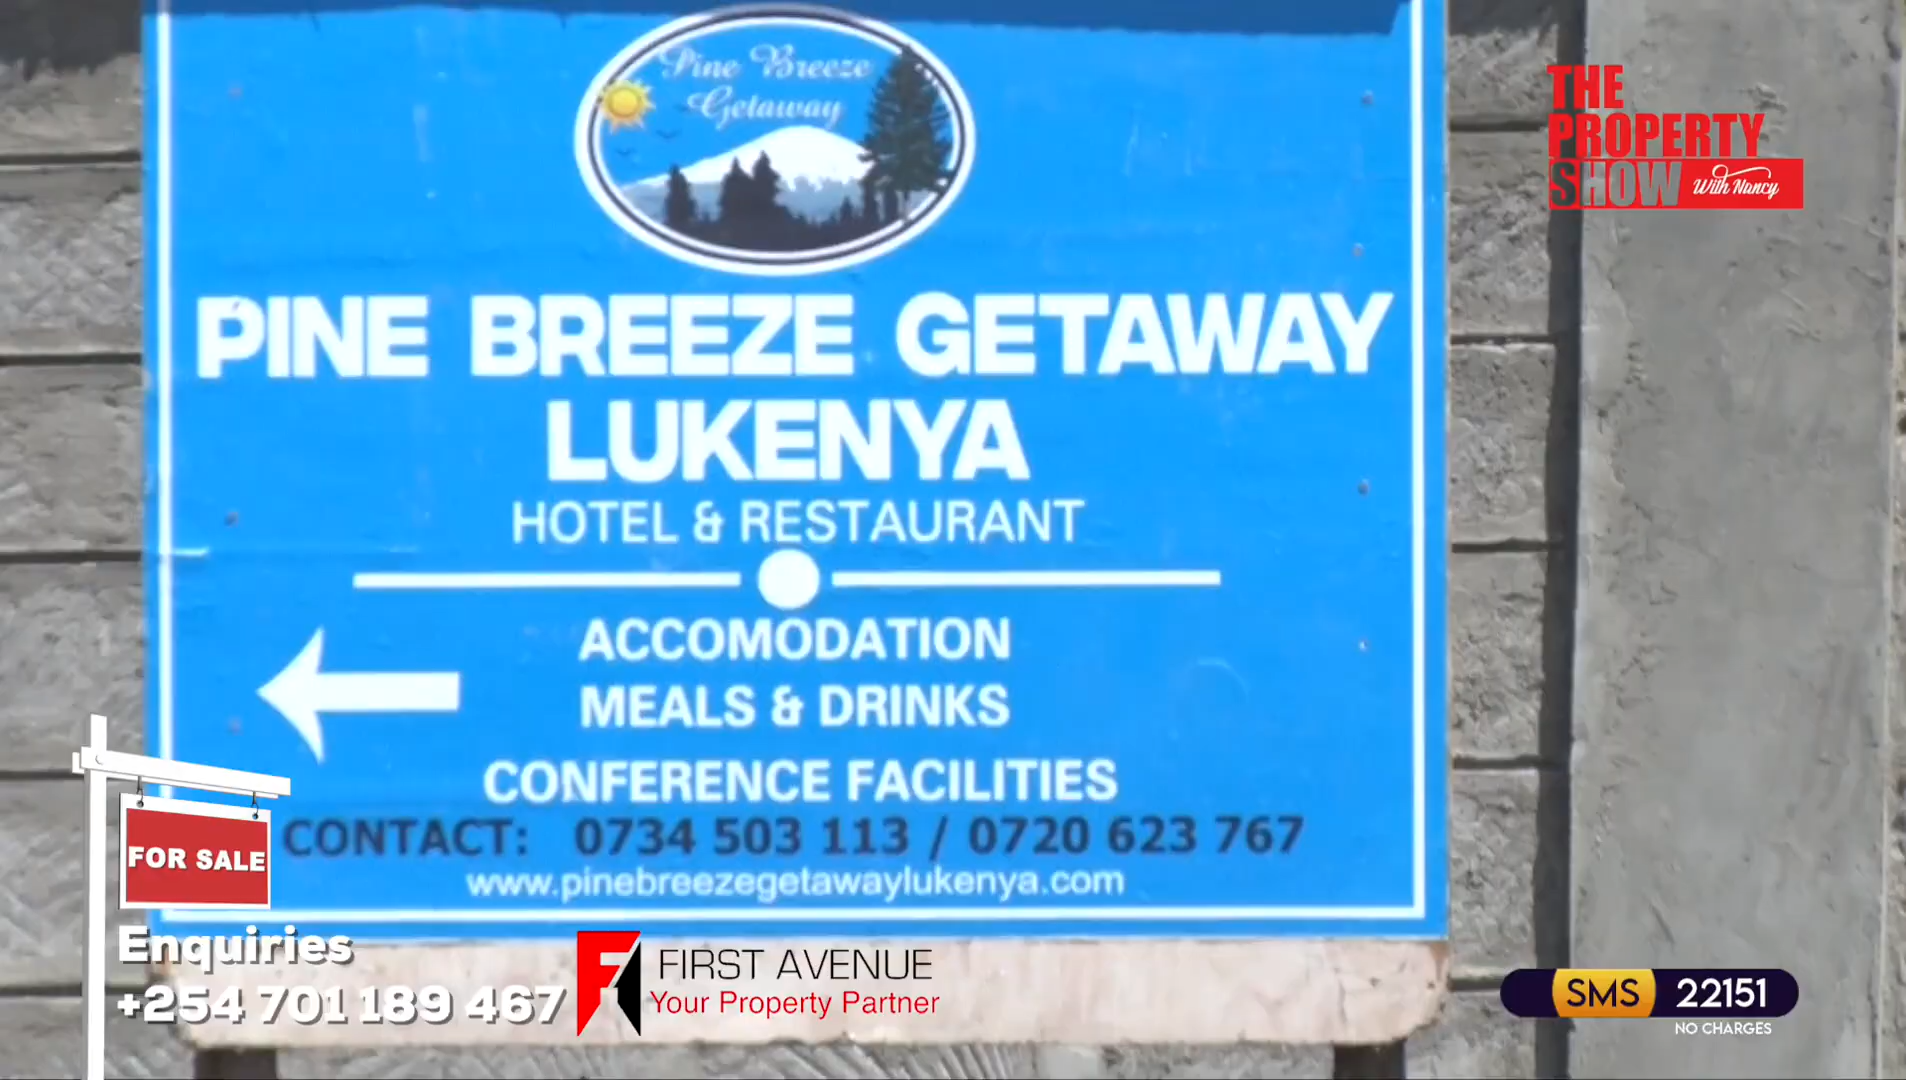 Pine Breeze
Getaway
THE
PROPERTY
SHOW With Nancy
PINE BREEZE GETAWAY
LUKENYA
HOTEL & RESTAURANT
ACCOMODATION
MEALS & DRINKS
CONFERENCE FACILITIES
CONTACT: 0734 503 113 / 0720 623 767
www.pinebreezegetawaylukenya.com
FOR SALE
Enquiries
+254 701 189 467
FIRST AVENUE
Your Property Partner
SMS 22151
NO CHARGES